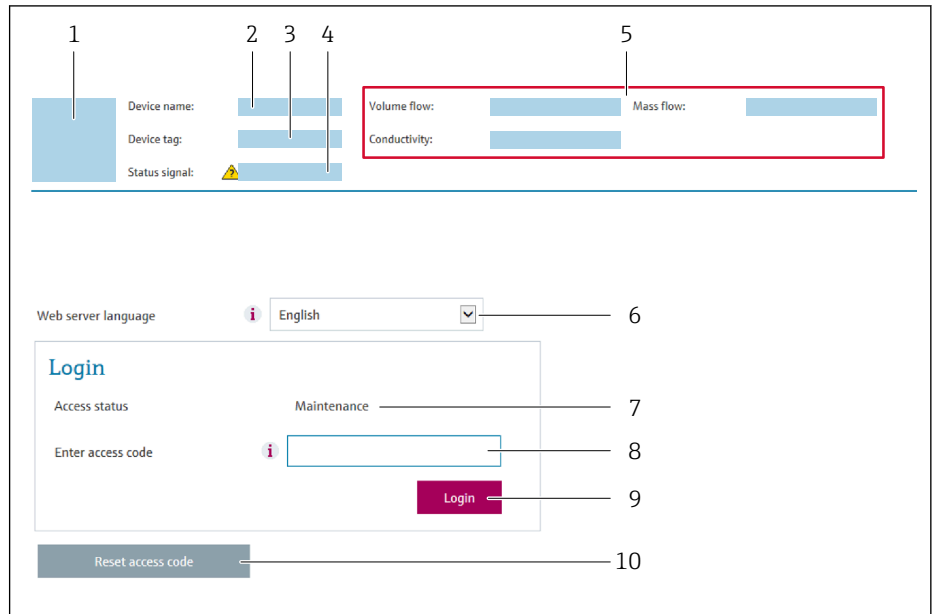 1 2 3 4 5
Device name: Volume flow: Mass flow:
Device tag: Conductivity:
Status signal: ?
Web server language i English 6
Login
Access status Maintenance 7
Enter access code i 8
Login 9
Reset access code 10